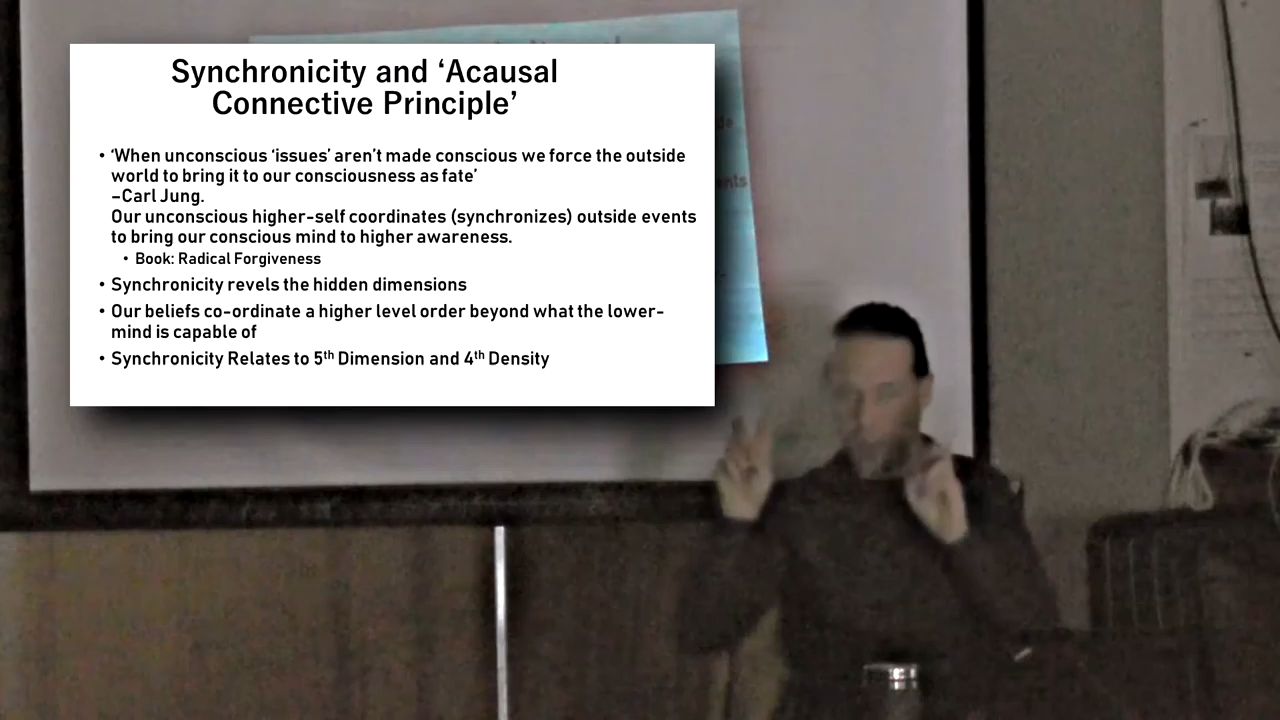 Synchronicity and ‘Acausal
Connective Principle’
• ‘When unconscious ‘issues’ aren’t made conscious we force the outside
world to bring it to our consciousness as fate’
–Carl Jung.
Our unconscious higher-self coordinates (synchronizes) outside events
to bring our conscious mind to higher awareness.
• Book: Radical Forgiveness
• Synchronicity revels the hidden dimensions
• Our beliefs co-ordinate a higher level order beyond what the lower-
mind is capable of
• Synchronicity Relates to 5th Dimension and 4th Density